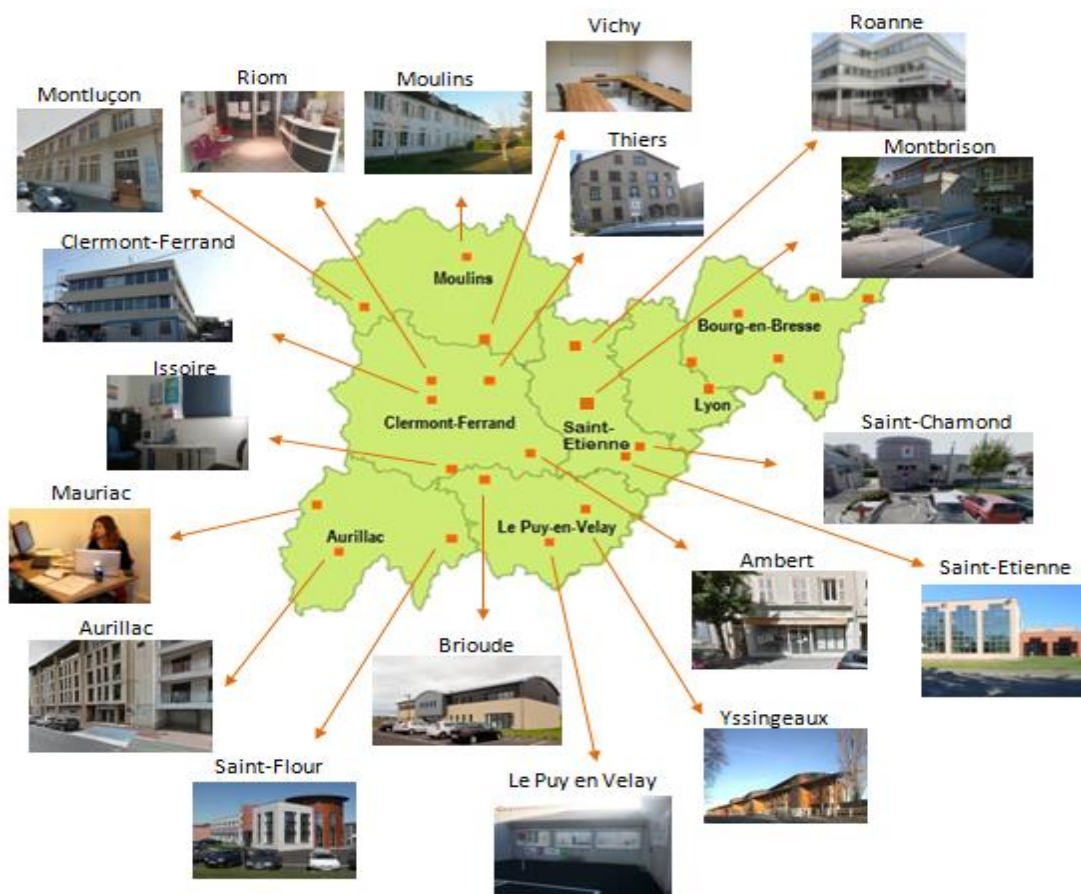 Vichy
Roanne
Riom
Moulins
Montluçon
Thiers
Montbrison
Clermont-Ferrand
Moulins
Bourg-en-Bresse
Issoire
Lyon
Clermont-Ferrand
Saint-
Etienne
Saint-Chamond
Mauriac
Aurillac
Le Puy-en-Velay
Ambert
Saint-Etienne
Aurillac
Brioude
Yssingeaux
Saint-Flour
Le Puy en Velay